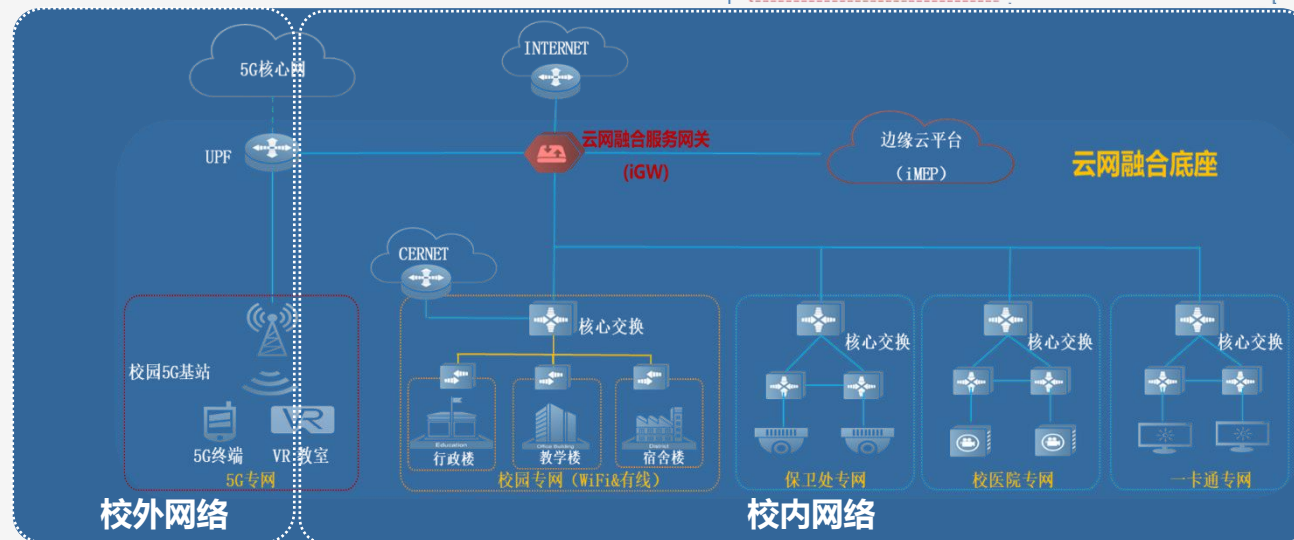 5G核心网
INTERNET
UPF
云网融合服务网关
(iGW)
边缘云平台
（iMEP）
云网融合底座
CERNET
核心交换
核心交换
核心交换
核心交换
校园5G基站
5G终端
VR
VR教室
5G专网
Education
行政楼
Office Building
教学楼
District
宿舍楼
校园专网（WiFi&有线）
保卫处专网
校医院专网
一卡通专网
校外网络
校内网络